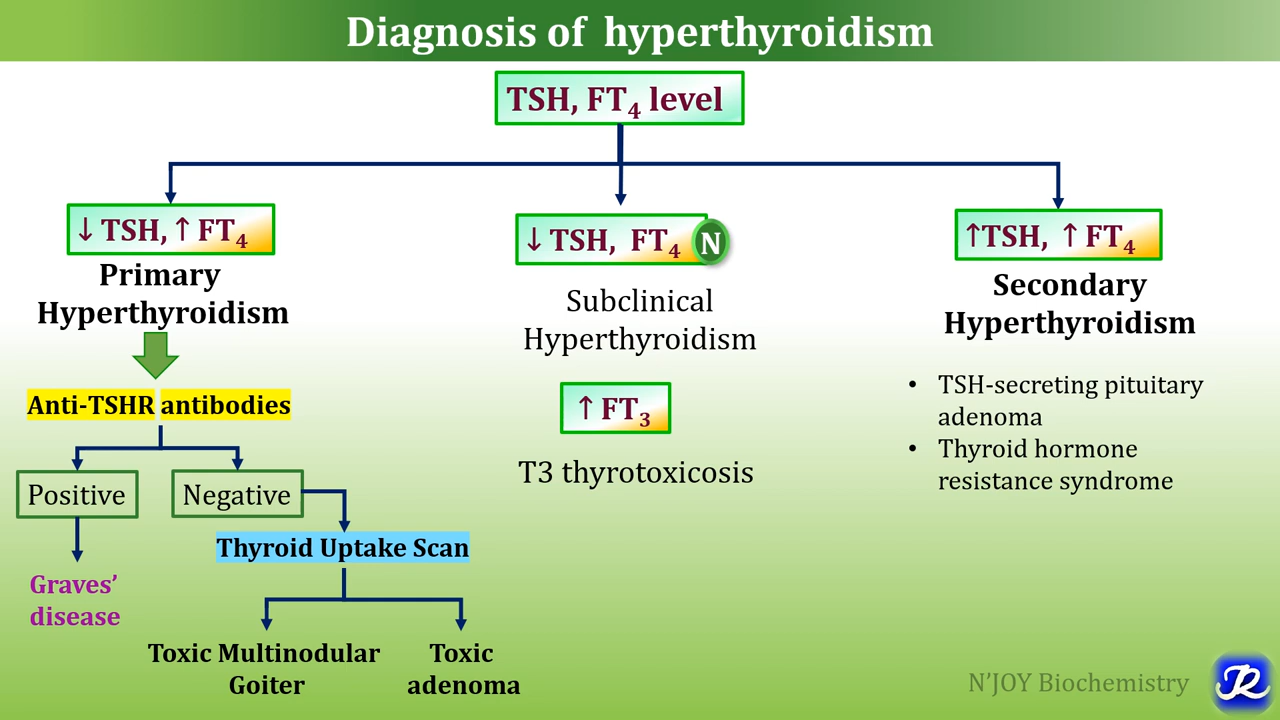 Diagnosis of hyperthyroidism
TSH, FT₄ level
↓ TSH, ↑ FT₄
Primary
Hyperthyroidism
Anti-TSHR antibodies
Positive
Negative
Graves’
disease
Thyroid Uptake Scan
Toxic Multinodular
Goiter
Toxic
adenoma
↓ TSH, FT₄ N
Subclinical
Hyperthyroidism
↑ FT₃
T3 thyrotoxicosis
↑TSH, ↑ FT₄
Secondary
Hyperthyroidism
• TSH-secreting pituitary
adenoma
• Thyroid hormone
resistance syndrome
N’JOY Biochemistry